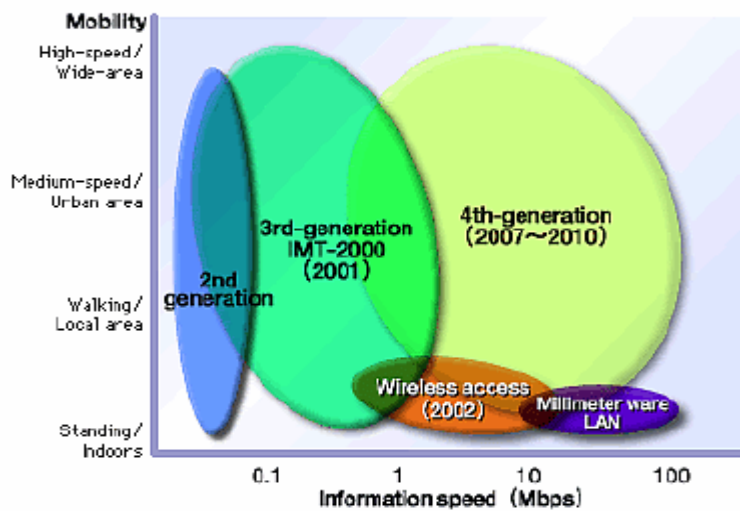 Mobility
High-speed/
Wide-area
Medium-speed/
Urban area
Walking/
Local area
Standing/
Indoors
2nd
generation
3rd-generation
IMT-2000
(2001)
4th-generation
(2007～2010)
Wireless access
(2002)
Millimeter ware
LAN
0.1 1 10 100
Information speed (Mbps)